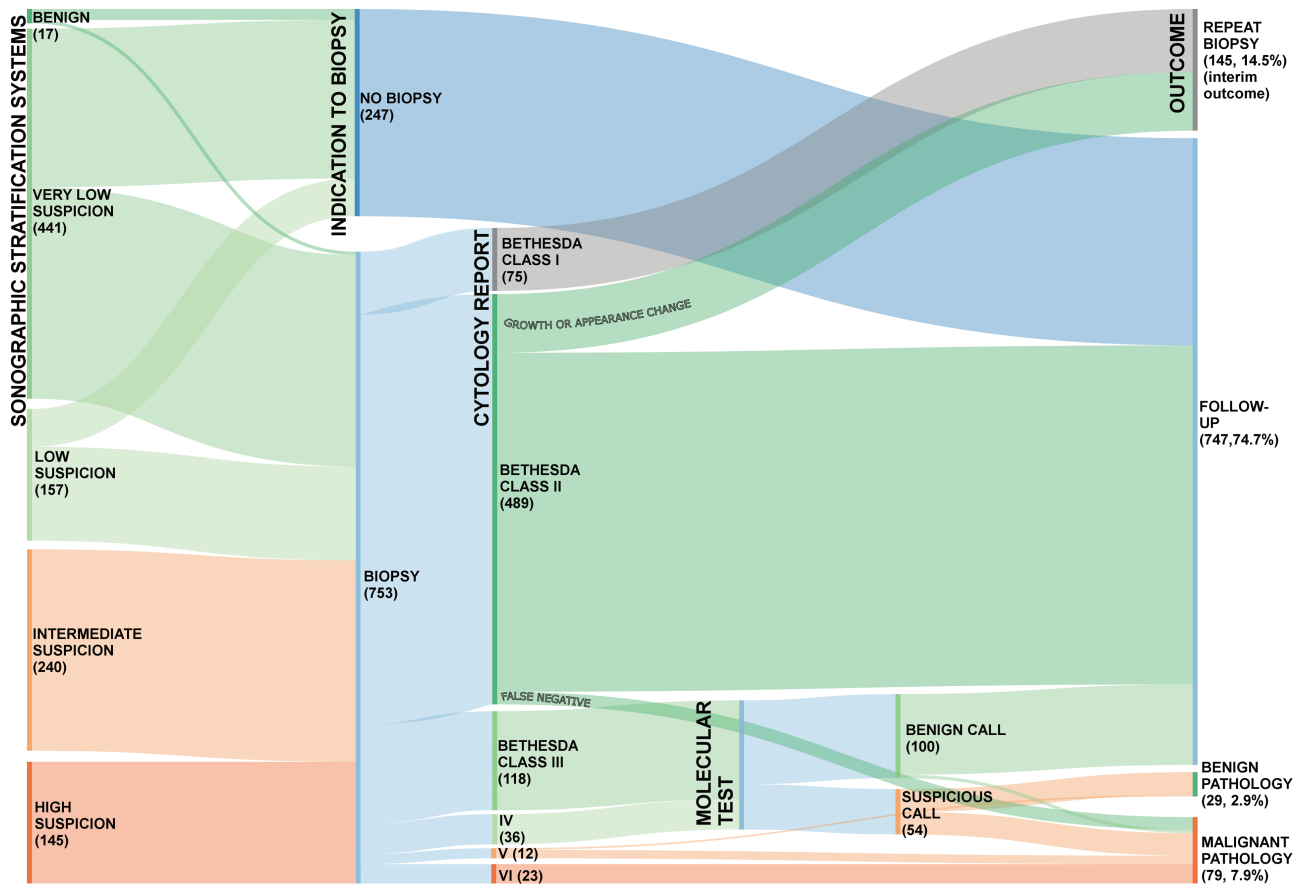 SONOGRAPHIC STRATIFICATION SYSTEMS
BENIGN
(17)
VERY LOW
SUSPICION
(441)
LOW
SUSPICION
(157)
INTERMEDIATE
SUSPICION
(240)
HIGH
SUSPICION
(145)
INDICATION TO BIOPSY
NO BIOPSY
(247)
BIOPSY
(753)
CYTOLOGY REPORT
BETHESDA
CLASS I
(75)
GROWTH OR APPEARANCE CHANGE
BETHESDA
CLASS II
(489)
FALSE NEGATIVE
BETHESDA
CLASS III
(118)
IV
(36)
V (12)
VI (23)
MOLECULAR
TEST
BENIGN CALL
(100)
SUSPICIOUS
CALL
(54)
OUTCOME
REPEAT
BIOPSY
(145, 14.5%)
(interim
outcome)
FOLLOW-
UP
(747,74.7%)
BENIGN
PATHOLOGY
(29, 2.9%)
MALIGNANT
PATHOLOGY
(79, 7.9%)